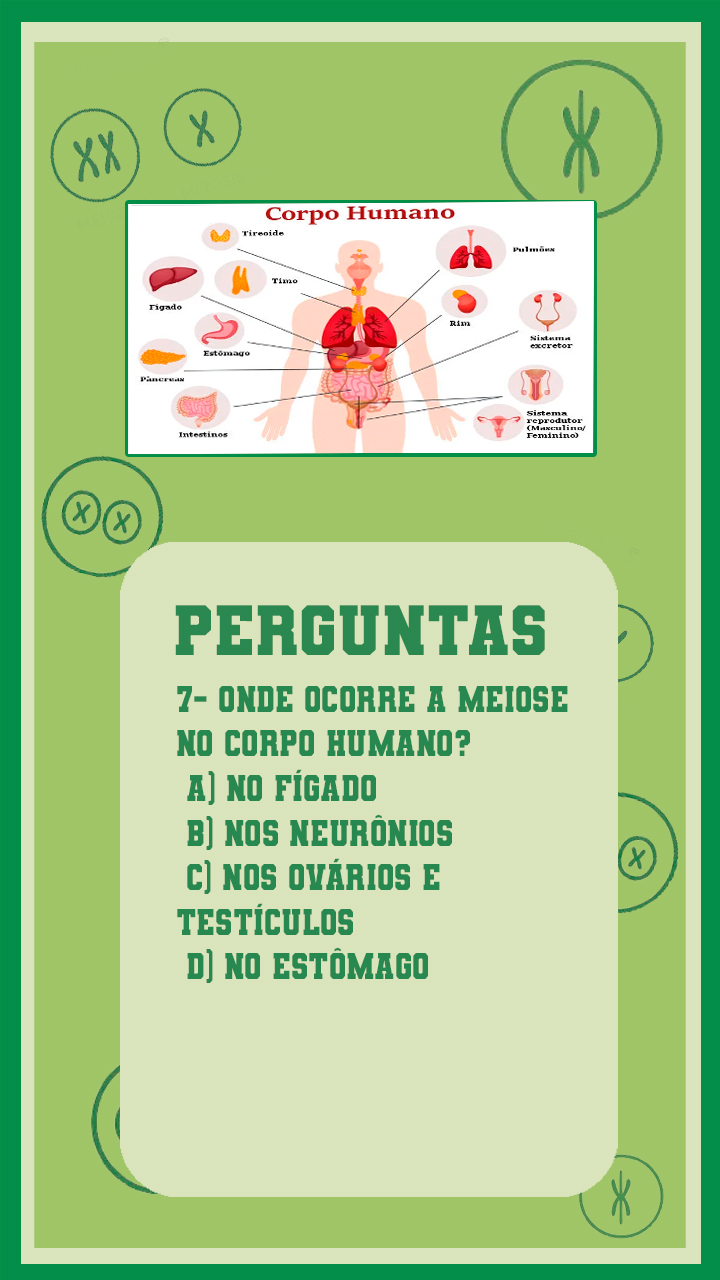 Corpo Humano
Tireoide
Pulmões
Timo
Fígado
Rim
Estômago
Sistema
excretor
Pâncreas
Sistema
reprodutor
(Masculino/
Feminino)
Intestinos
PERGUNTAS
7- ONDE OCORRE A MEIOSE
NO CORPO HUMANO?
A) NO FÍGADO
B) NOS NEURÔNIOS
C) NOS OVÁRIOS E
TESTÍCULOS
D) NO ESTÔMAGO